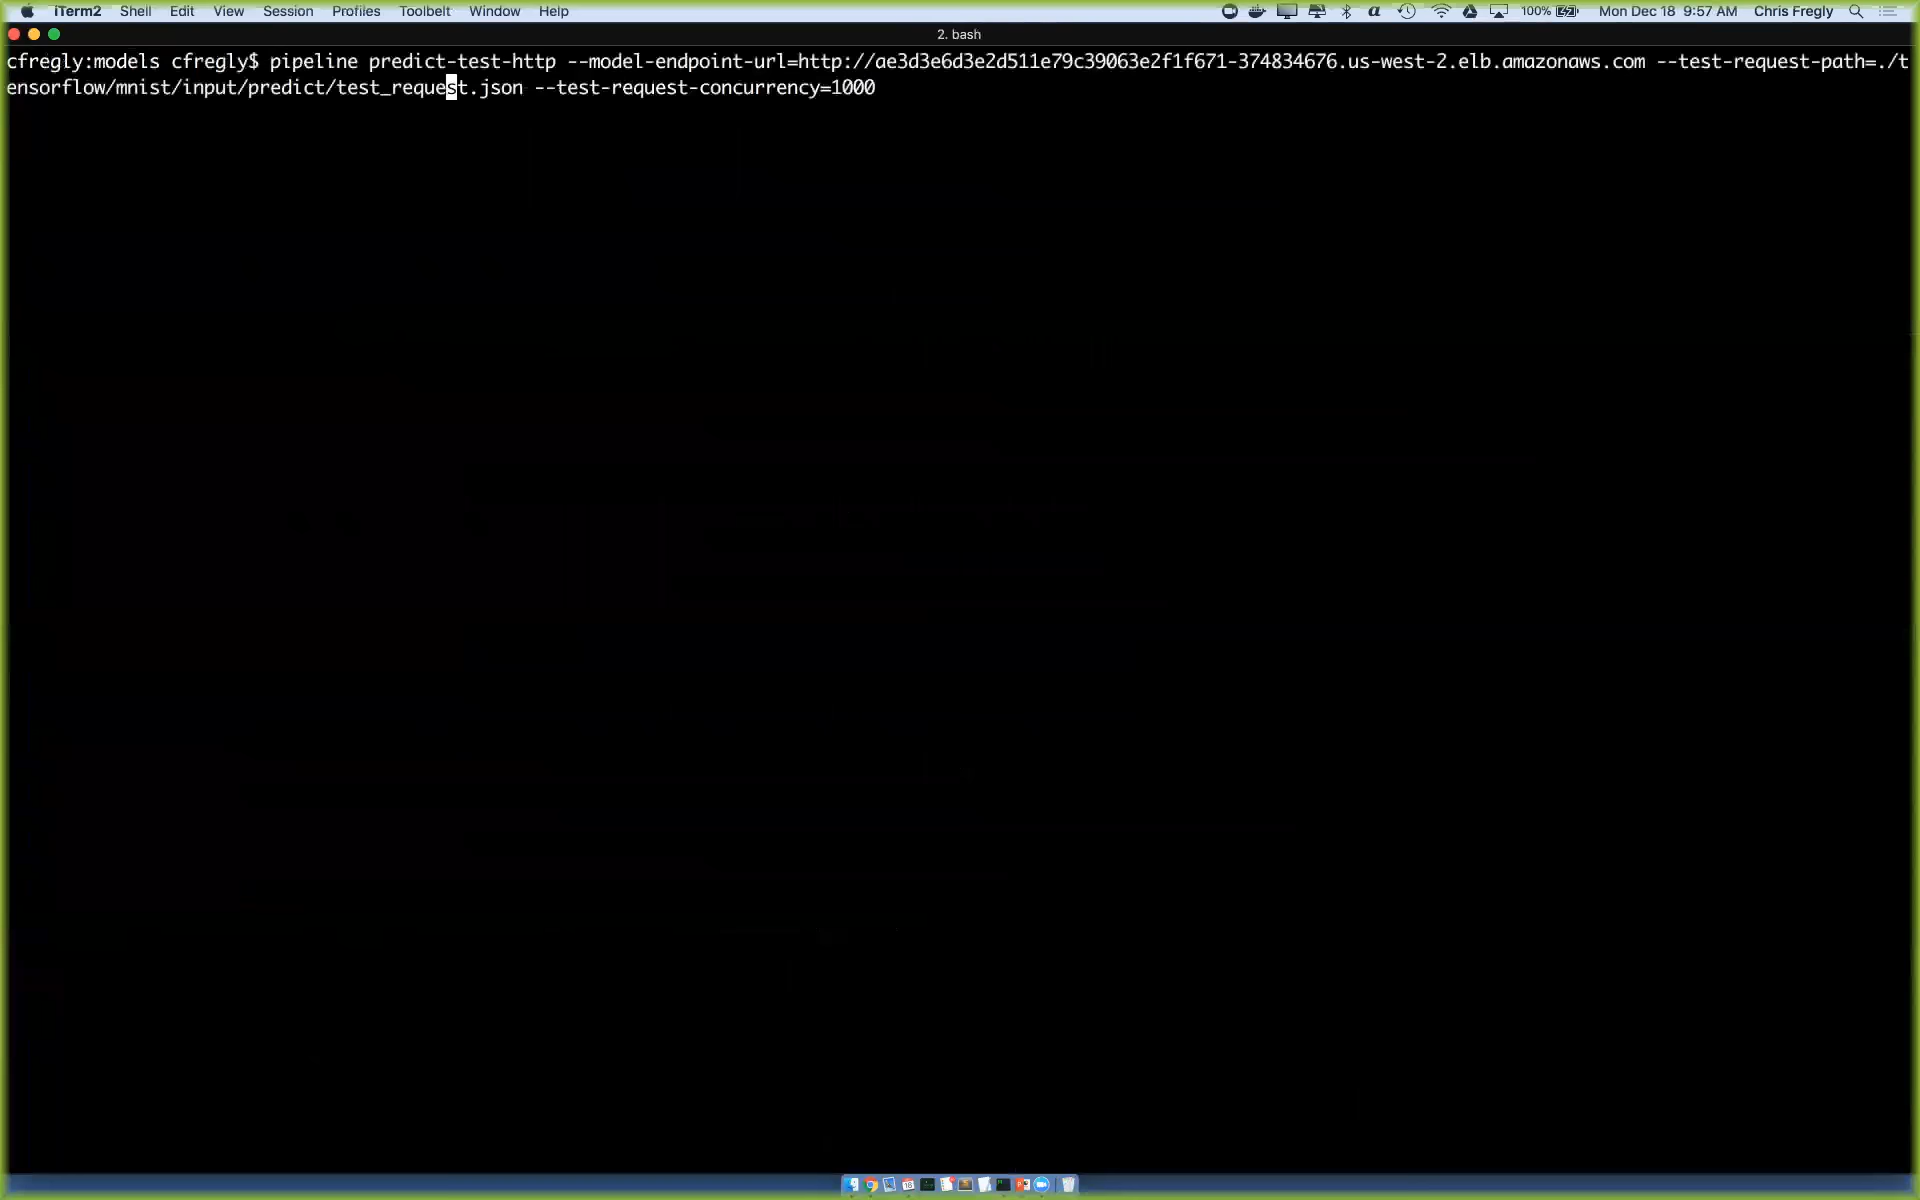 iTerm2 Shell Edit View Session Profiles Toolbelt Window Help 100% Mon Dec 18 9:57 AM Chris Fregly
2. bash
cfregly:models cfregly$ pipeline predict-test-http --model-endpoint-url=http://ae3d3e6d3e2d511e79c39063e2f1f671-374834676.us-west-2.elb.amazonaws.com --test-request-path=./t
ensorflow/mnist/input/predict/test_request.json --test-request-concurrency=1000